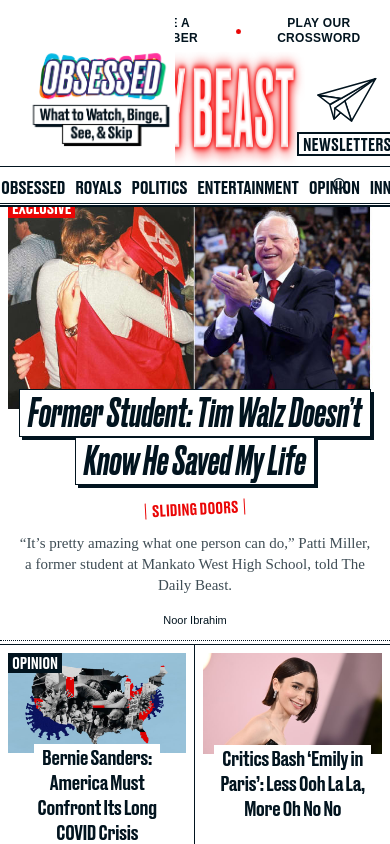 E A
BER
PLAY OUR
CROSSWORD
OBSESSED
What to Watch, Binge,
See, & Skip
Y BEAST
NEWSLETTERS
OBSESSED ROYALS POLITICS ENTERTAINMENT OPINION INN
EXCLUSIVE
Former Student: Tim Walz Doesn’t
Know He Saved My Life
SLIDING DOORS
“It’s pretty amazing what one person can do,” Patti Miller,
a former student at Mankato West High School, told The
Daily Beast.
Noor Ibrahim
OPINION
Bernie Sanders:
America Must
Confront Its Long
COVID Crisis
Critics Bash ‘Emily in
Paris’: Less Ooh La La,
More Oh No No